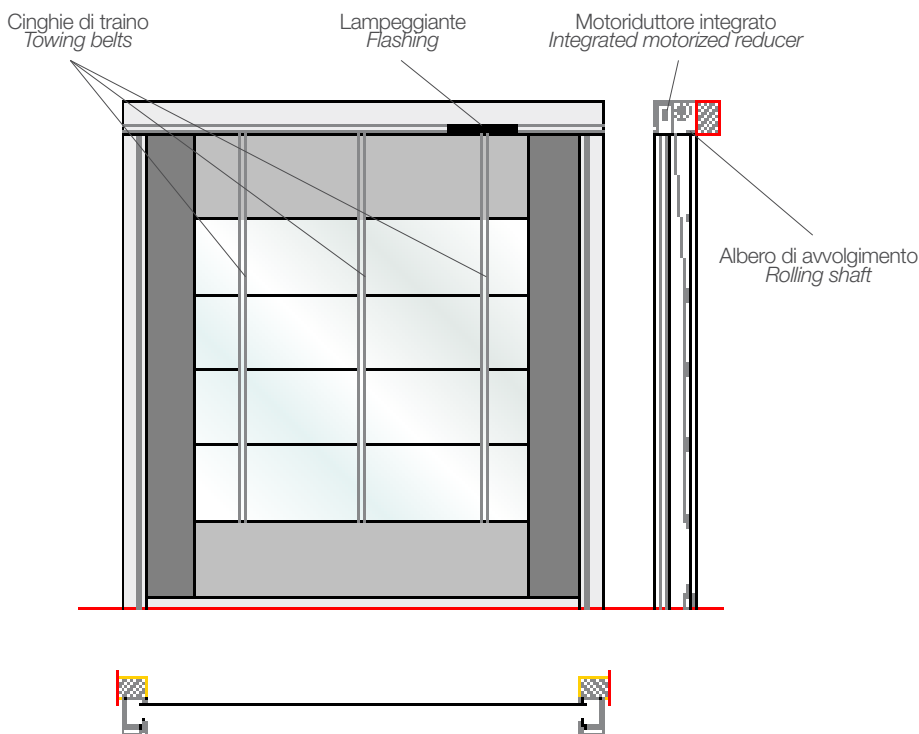 Cinghie di traino
Towing belts
Lampeggiante
Flashing
Motoriduttore integrato
Integrated motorized reducer
Albero di avvolgimento
Rolling shaft